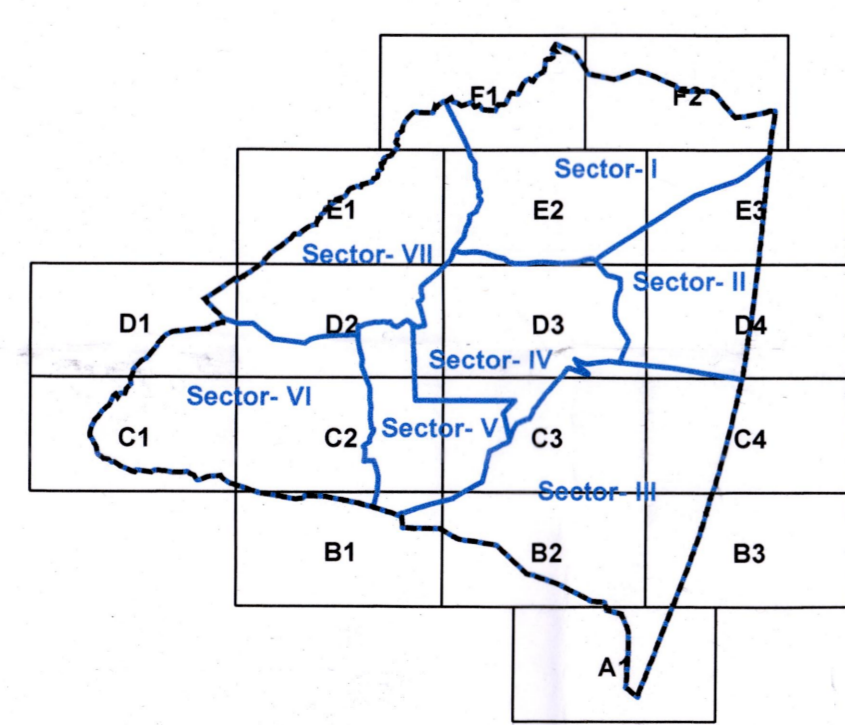 F1 F2
Sector- I
E1 E2 E3
Sector- VII
Sector- II
D1 D2 D3 D4
Sector- IV
Sector- VI
Sector- V
C1 C2 C3 C4
Sector- III
B1 B2 B3
A1